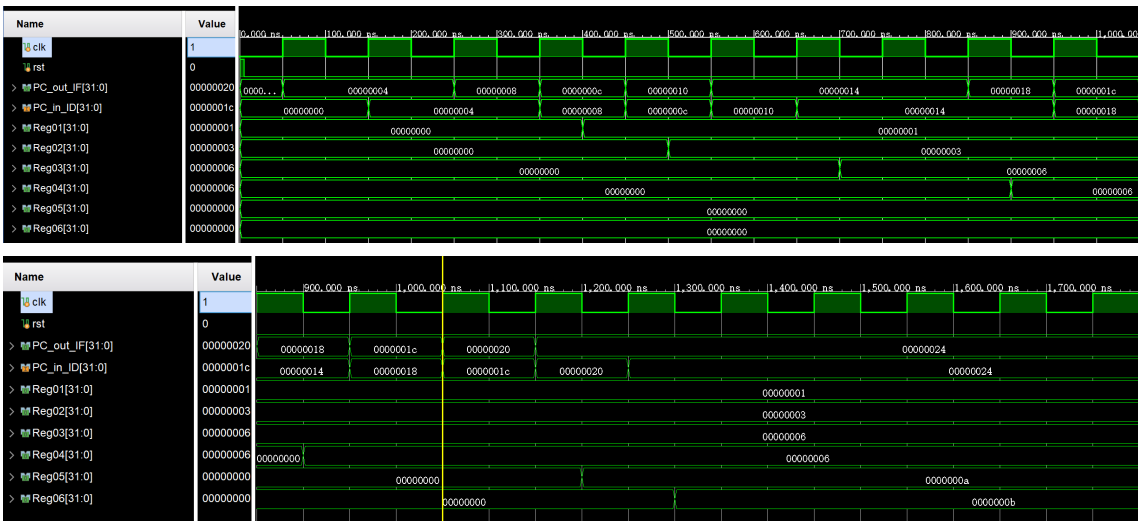 Name Value
0.000 ns 100.000 ns 200.000 ns 300.000 ns 400.000 ns 500.000 ns 600.000 ns 700.000 ns 800.000 ns 900.000 ns 1,000.00
clk 1
rst 0
PC_out_IF[31:0] 00000020 0000... 00000004 00000008 0000000c 00000010 00000014 00000018 0000001c
PC_in_ID[31:0] 0000001c 00000000 00000004 00000008 0000000c 00000010 00000014 00000018
Reg01[31:0] 00000001 00000000 00000001
Reg02[31:0] 00000003 00000000 00000003
Reg03[31:0] 00000006 00000000 00000006
Reg04[31:0] 00000006 00000000 00000006
Reg05[31:0] 00000000 00000000
Reg06[31:0] 00000000 00000000
Name Value
900.000 ns 1,000.000 ns 1,100.000 ns 1,200.000 ns 1,300.000 ns 1,400.000 ns 1,500.000 ns 1,600.000 ns 1,700.000 ns
clk 1
rst 0
PC_out_IF[31:0] 00000020 00000018 0000001c 00000020 00000024
PC_in_ID[31:0] 0000001c 00000014 00000018 0000001c 00000020 00000024
Reg01[31:0] 00000001 00000001
Reg02[31:0] 00000003 00000003
Reg03[31:0] 00000006 00000006
Reg04[31:0] 00000006 00000000 00000006
Reg05[31:0] 00000000 00000000 0000000a
Reg06[31:0] 00000000 00000000 0000000b